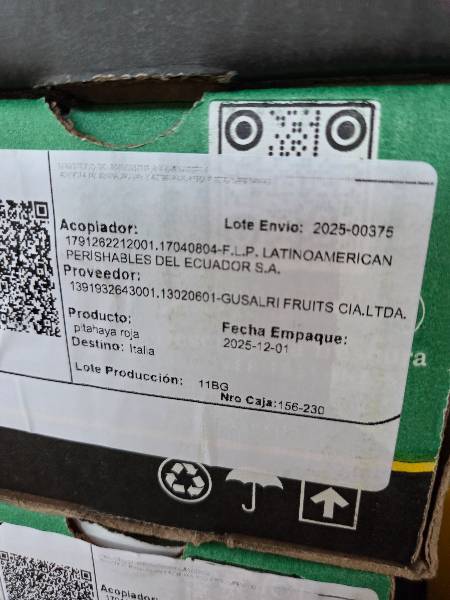 Acopiador: Lote Envio: 2025-00375
1791262212001.17040804-F.L.P. LATINOAMERICAN
PERISHABLES DEL ECUADOR S.A.
Proveedor:
1391932643001.13020601-GUSALRI FRUITS CIA.LTDA.
Producto: Fecha Empaque:
pitahaya roja 2025-12-01
Destino: Italia
Lote Producción: 11BG
Nro Caja:156-230
ra
Acopiador: